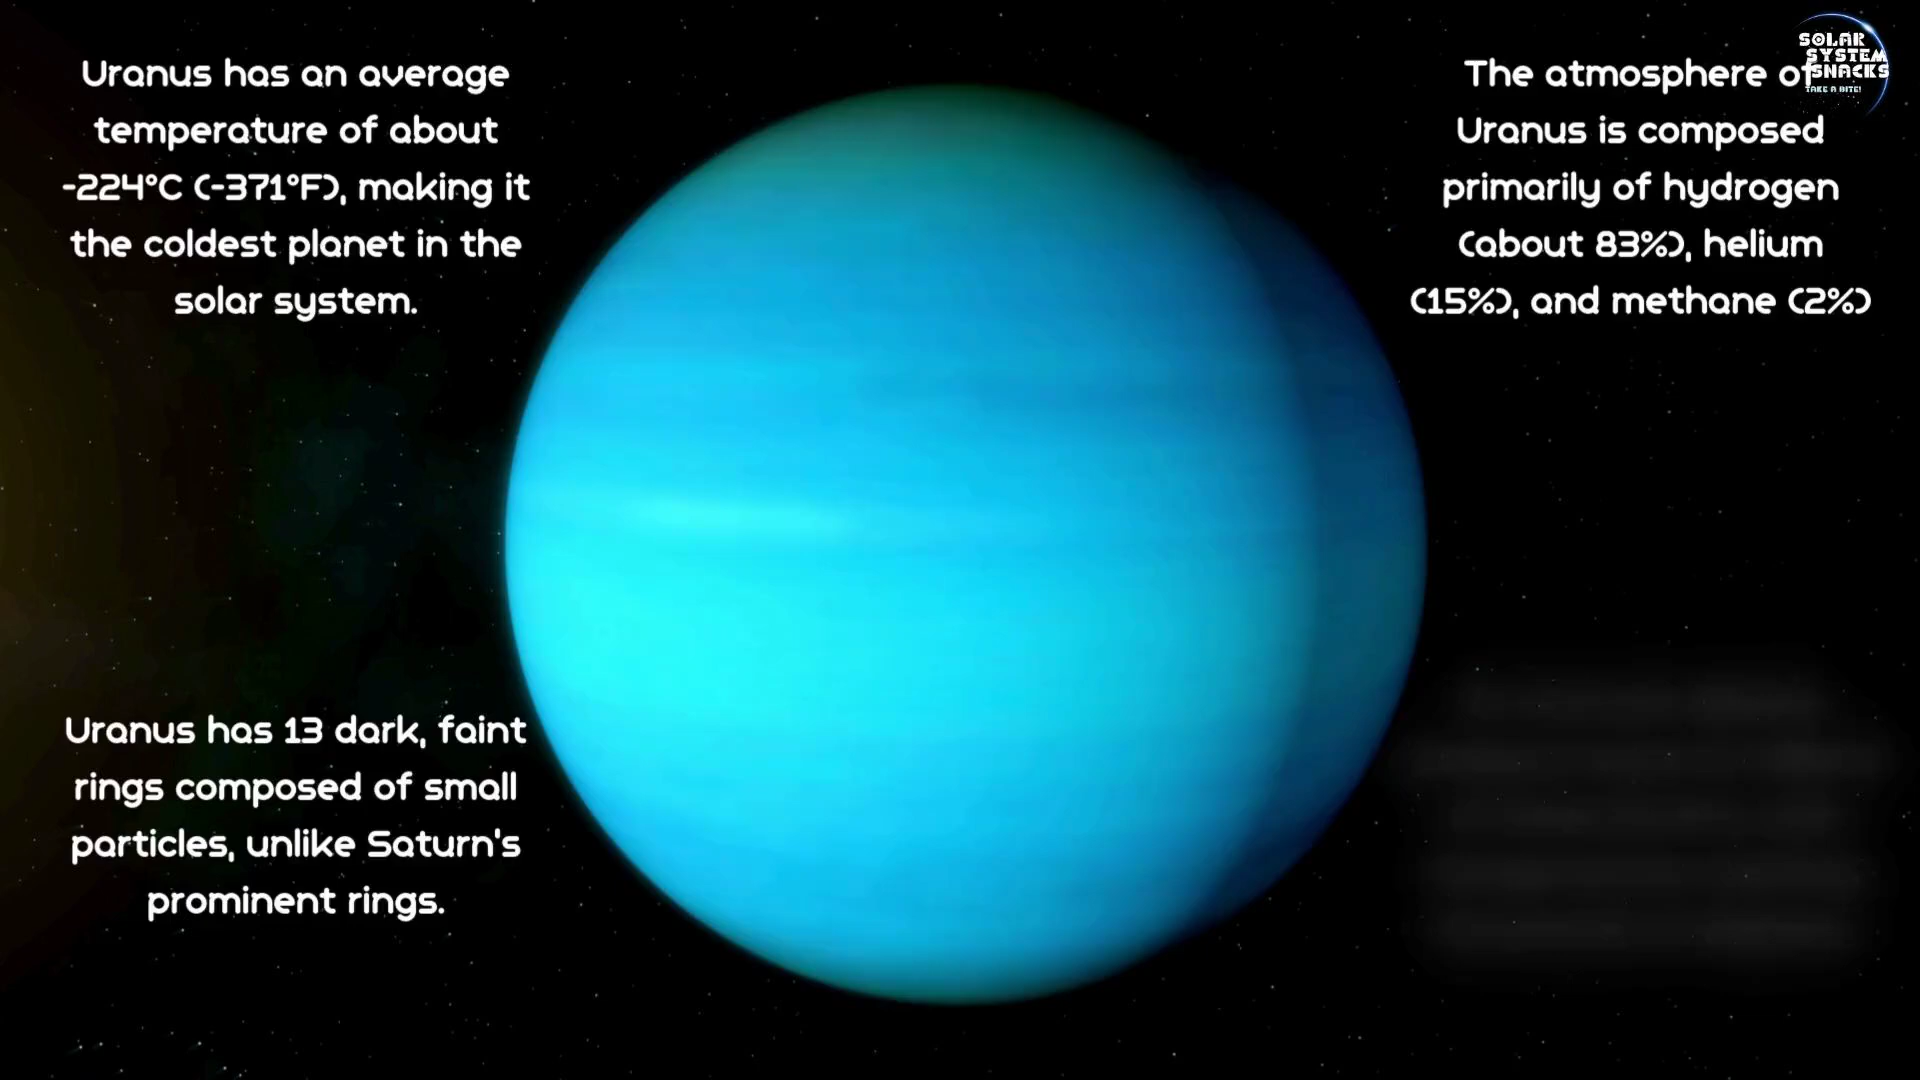 Uranus has an average
temperature of about
-224°C (-371°F), making it
the coldest planet in the
solar system.
The atmosphere of
Uranus is composed
primarily of hydrogen
(about 83%), helium
(15%), and methane (2%)
Uranus has 13 dark, faint
rings composed of small
particles, unlike Saturn's
prominent rings.
SOLAR
SYSTEM
SNACKS
TAKE A BITE!